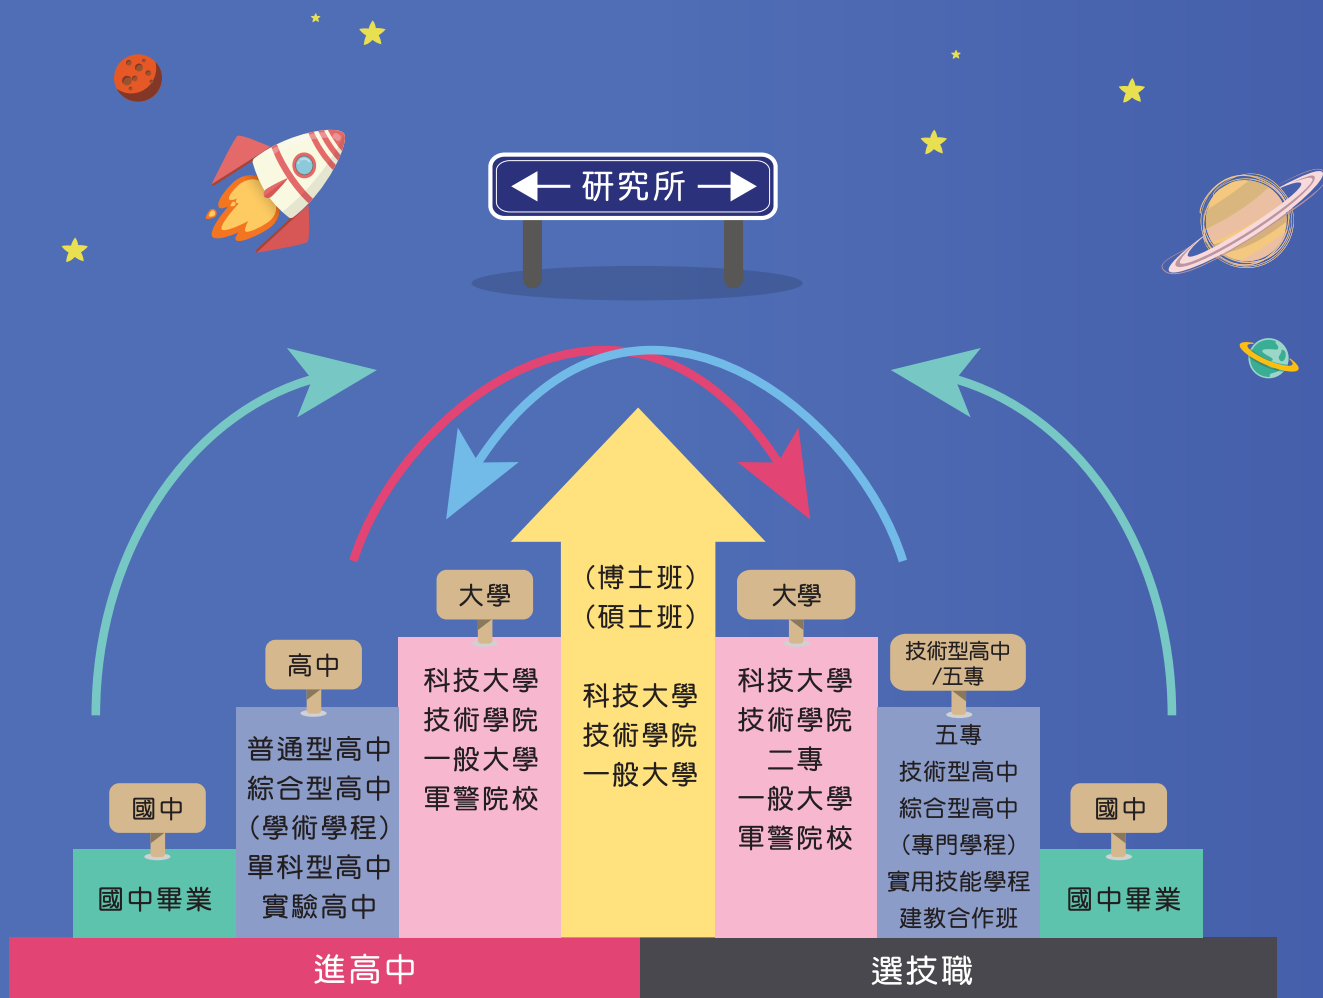 研究所
國中
國中畢業
高中
普通型高中
綜合型高中
(學術學程)
單科型高中
實驗高中
大學
科技大學
技術學院
一般大學
軍警院校
(博士班)
(碩士班)
科技大學
技術學院
一般大學
大學
科技大學
技術學院
二專
一般大學
軍警院校
技術型高中
/五專
五專
技術型高中
綜合型高中
(專門學程)
實用技能學程
建教合作班
國中
國中畢業
進高中
選技職